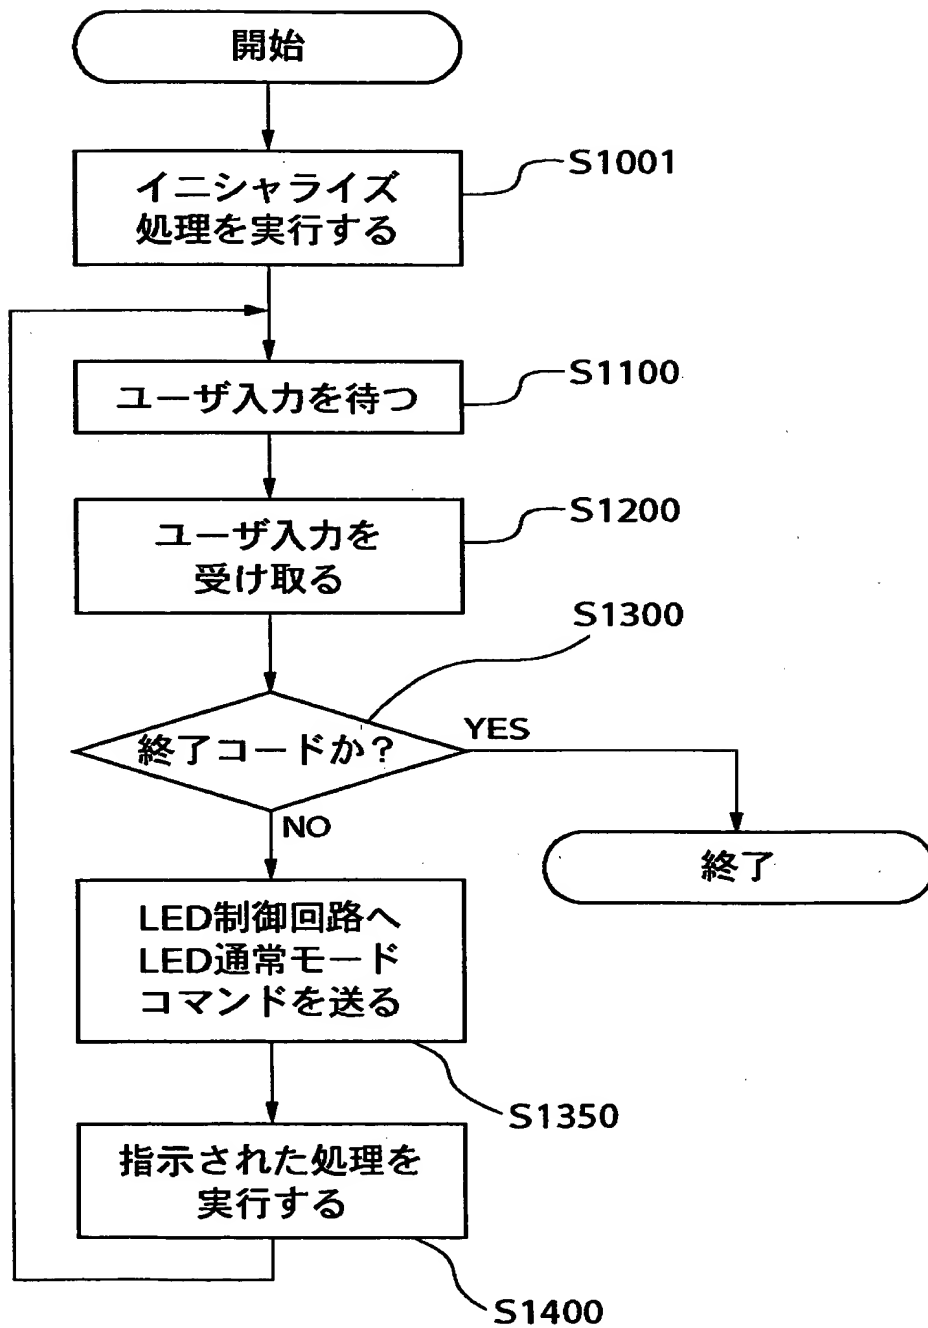 開始
イニシャライズ
処理を実行する
S1001
ユーザ入力を待つ
S1100
ユーザ入力を
受け取る
S1200
S1300
終了コードか?
YES
NO
終了
LED制御回路へ
LED通常モード
コマンドを送る
S1350
指示された処理を
実行する
S1400